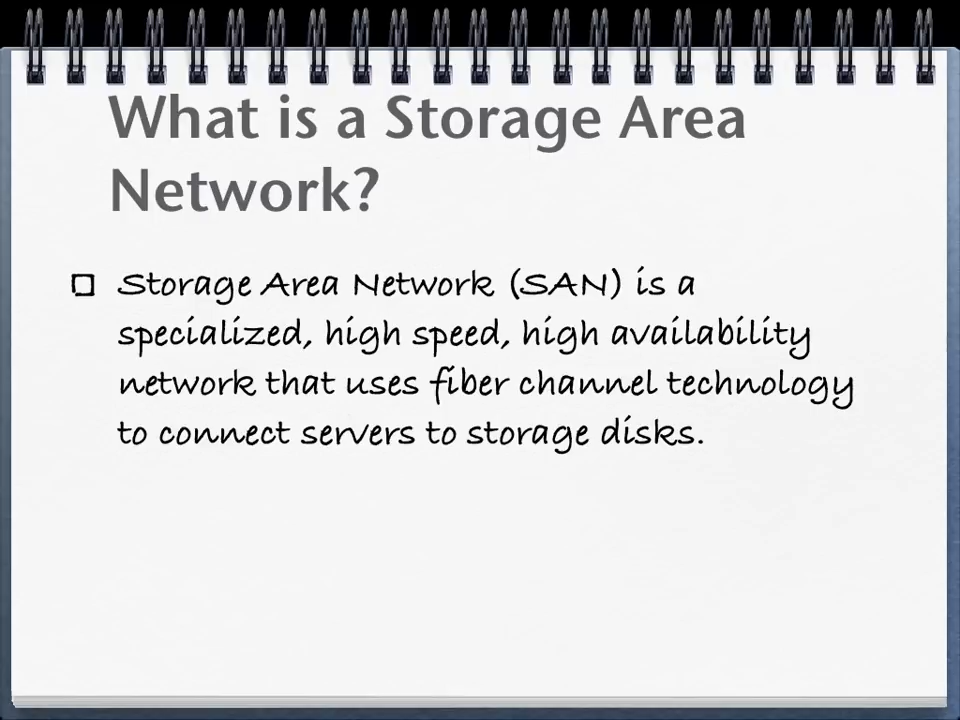 What is a Storage Area
Network?
Storage Area Network (SAN) is a
specialized, high speed, high availability
network that uses fiber channel technology
to connect servers to storage disks.